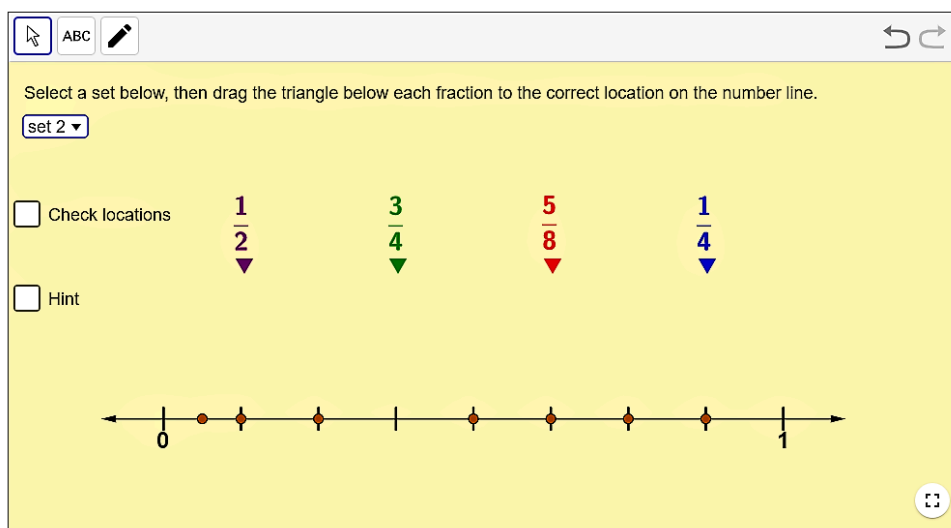 ABC
Select a set below, then drag the triangle below each fraction to the correct location on the number line.
set 2
Check locations
1/2 3/4 5/8 1/4
Hint
0 1